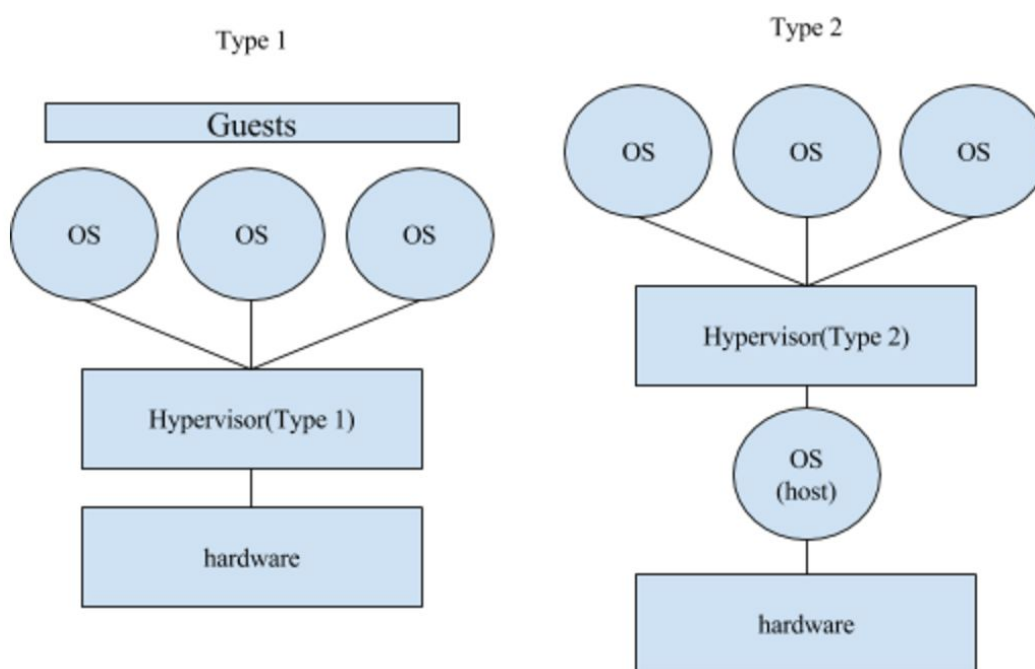 Type 1
Guests
OS
OS
OS
Hypervisor(Type 1)
hardware
Type 2
OS
OS
OS
Hypervisor(Type 2)
OS
(host)
hardware